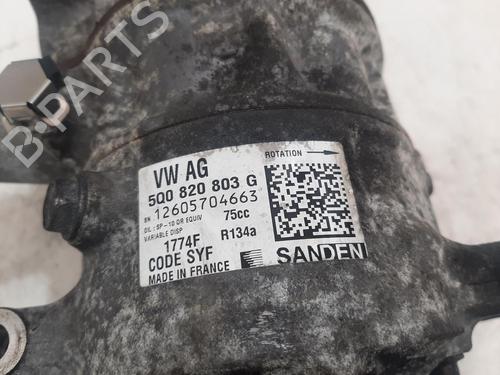 B-PARTS
VW AG
5Q0 820 803 G
SN 12605704663
OIL: SP-10 OR EQUIV 75cc
VARIABLE DISP
1774F R134a
CODE SYF
MADE IN FRANCE
ROTATION
SANDEN